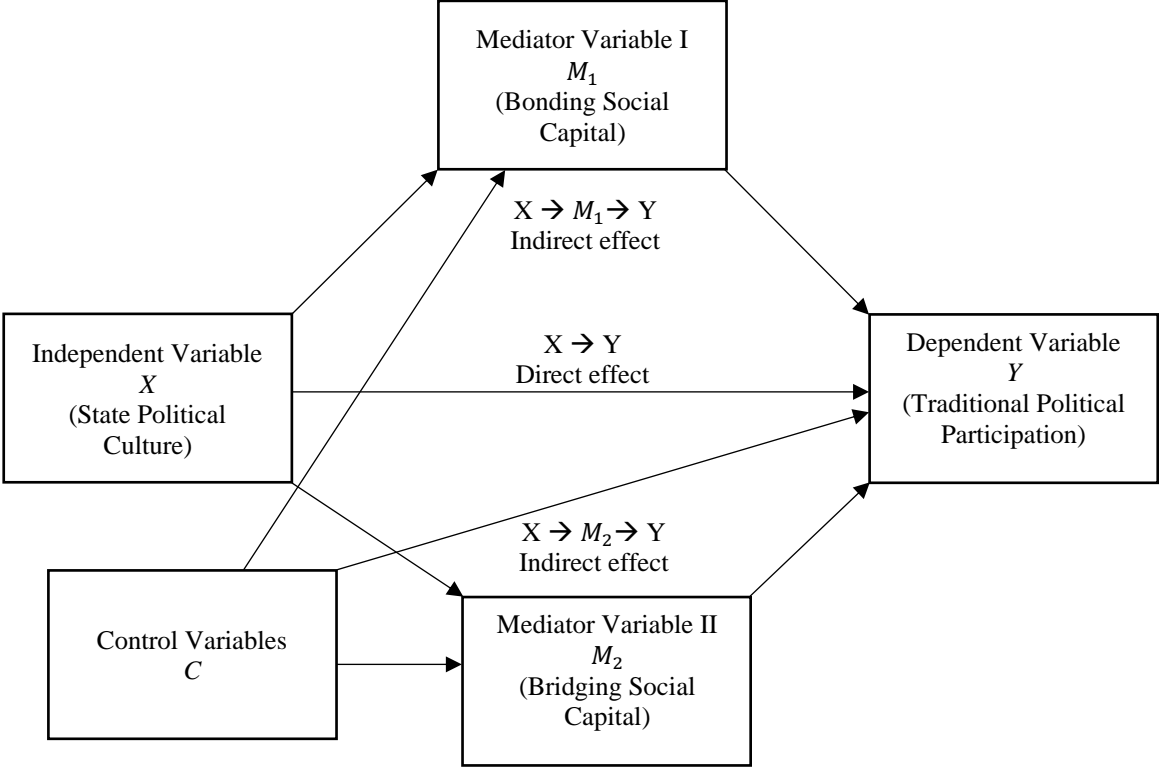 Mediator Variable I
M₁
(Bonding Social
Capital)
X → M₁ → Y
Indirect effect
Independent Variable
X
(State Political
Culture)
X → Y
Direct effect
Dependent Variable
Y
(Traditional Political
Participation)
X → M₂ → Y
Indirect effect
Control Variables
C
Mediator Variable II
M₂
(Bridging Social
Capital)